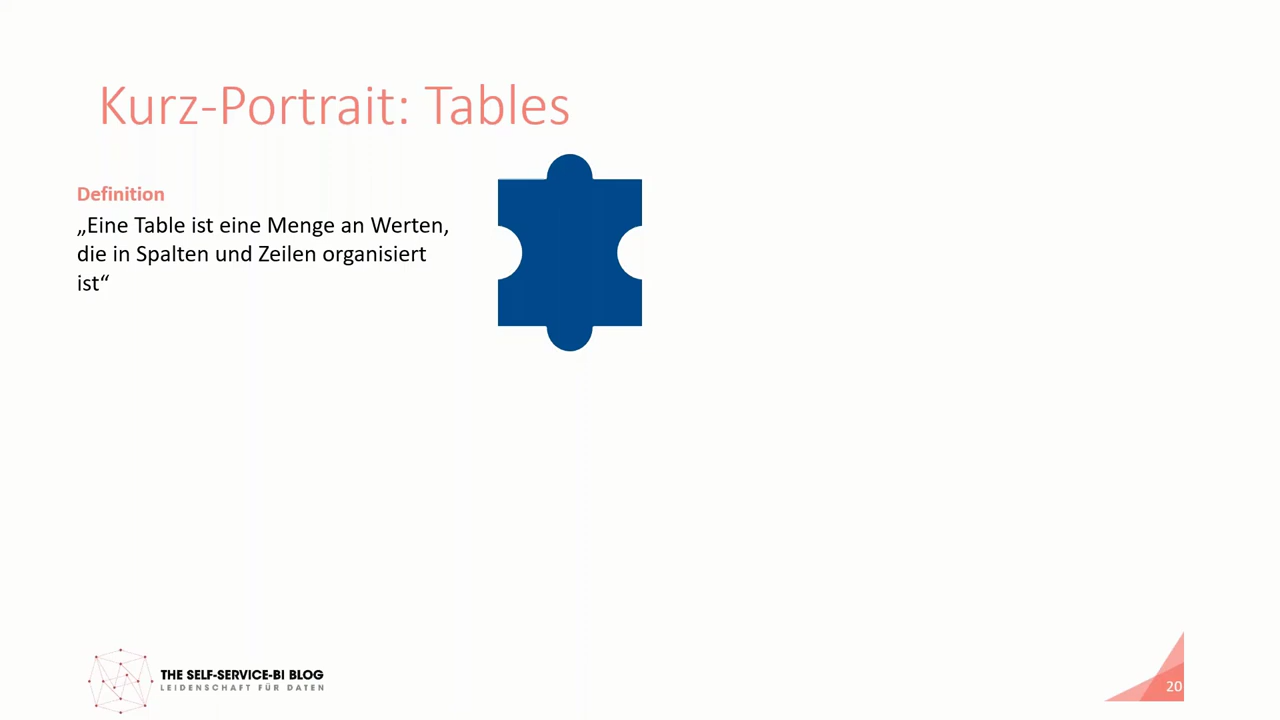 Kurz-Portrait: Tables
Definition
„Eine Table ist eine Menge an Werten,
die in Spalten und Zeilen organisiert
ist“
THE SELF-SERVICE-BI BLOG
LEIDENSCHAFT FÜR DATEN
20